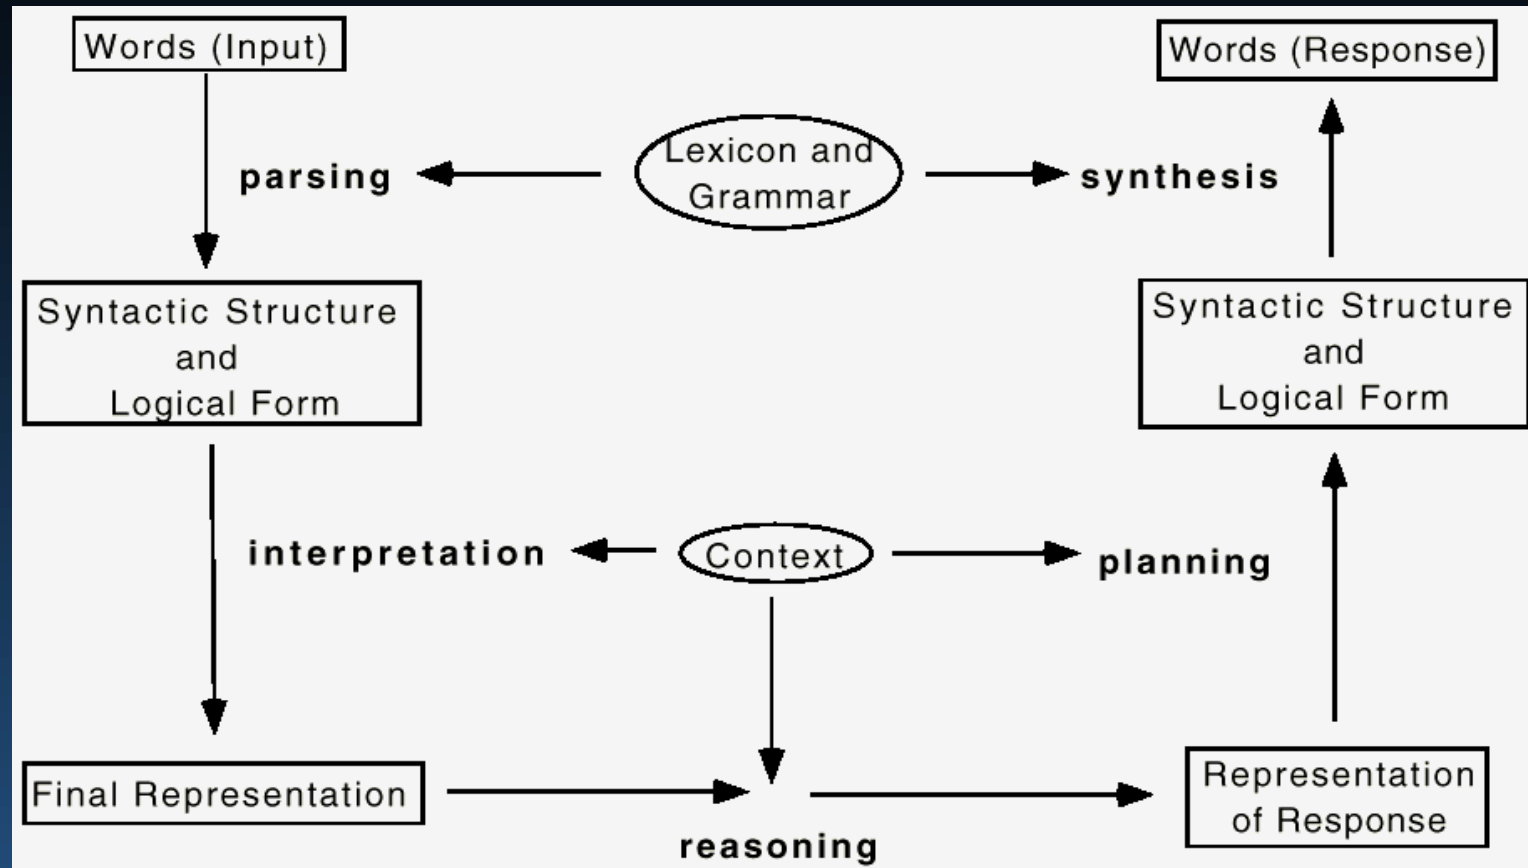 Words (Input)
Words (Response)
Lexicon and
Grammar
parsing
synthesis
Syntactic Structure
and
Logical Form
Syntactic Structure
and
Logical Form
interpretation
Context
planning
Final Representation
Representation
of Response
reasoning